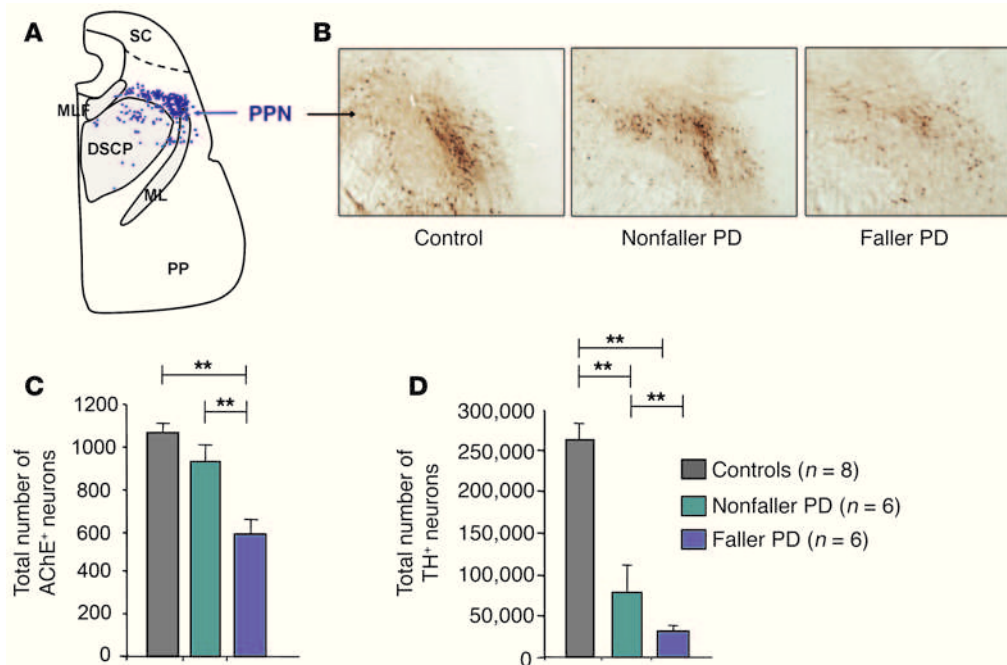 A
SC
MLF
DSCP
ML
PP
PPN
B
Control
Nonfaller PD
Faller PD
C
**
**
1200
1000
800
600
400
200
0
Total number of
AChE⁺ neurons
D
**
**
**
300,000
250,000
200,000
150,000
100,000
50,000
0
Total number of
TH⁺ neurons
Controls (n = 8)
Nonfaller PD (n = 6)
Faller PD (n = 6)